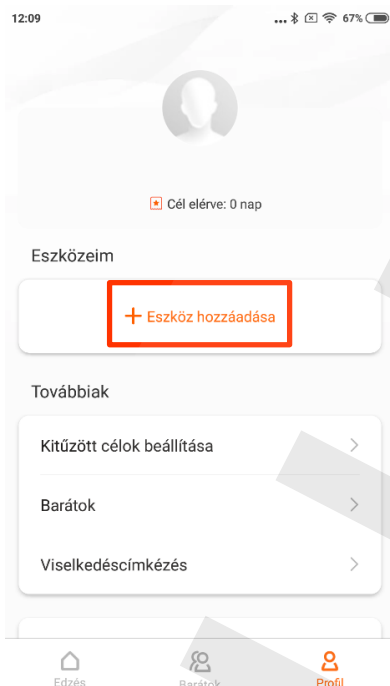 12:09 ... 67%
Cél elérve: 0 nap
Eszközeim
+ Eszköz hozzáadása
Továbbiak
Kitűzött célok beállítása
Barátok
Viselkedéscímkézés
Edzés Barátok Profil